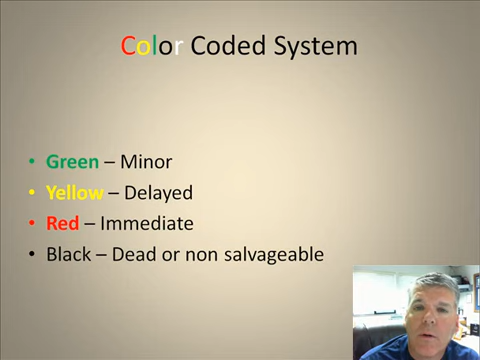 Color Coded System
• Green – Minor
• Yellow – Delayed
• Red – Immediate
• Black – Dead or non salvageable